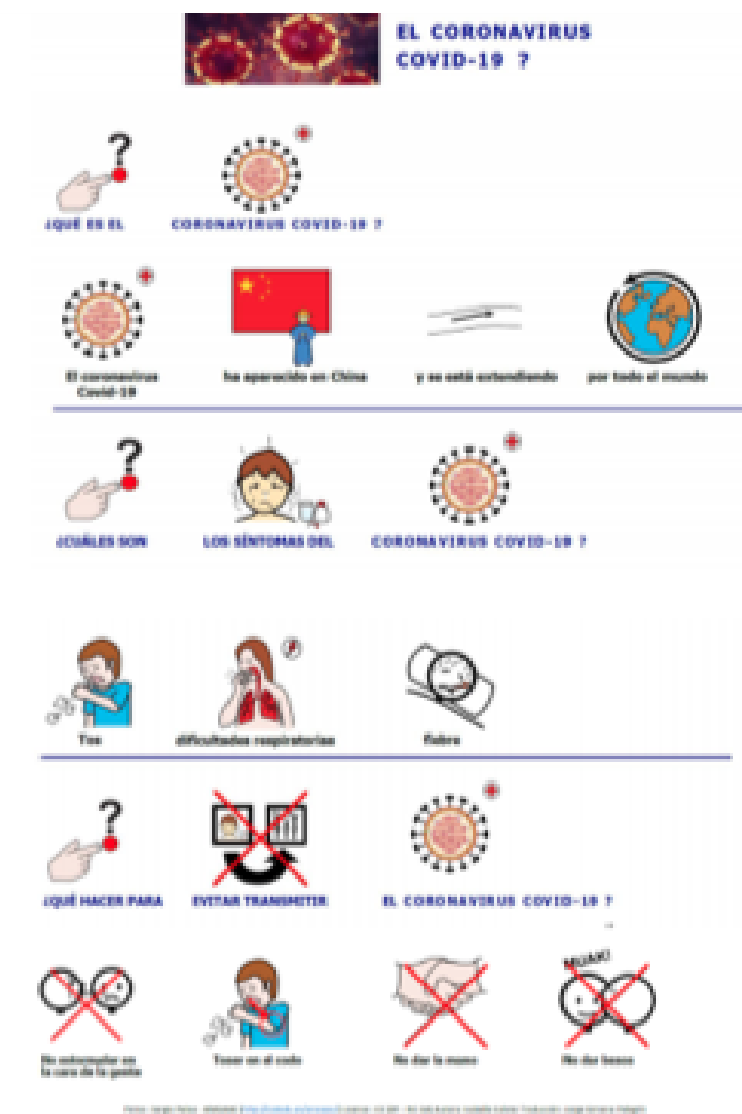 EL CORONAVIRUS
COVID-19 ?
¿QUÉ ES EL CORONAVIRUS COVID-19 ?
El coronavirus ha aparecido en China y se está extendiendo por todo el mundo
Covid-19
¿CUÁLES SON LOS SÍNTOMAS DEL CORONAVIRUS COVID-19 ?
Tos dificultades respiratorias fiebre
¿QUÉ HACER PARA EVITAR TRANSMITIR EL CORONAVIRUS COVID-19 ?
MUAK!
No estornudar en Toser en el codo No dar la mano No dar besos
la cara de la gente